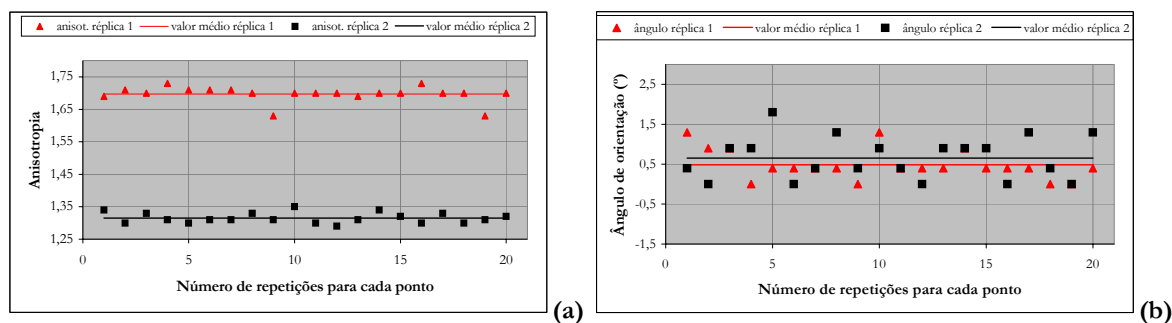 anisot. réplica 1 valor médio réplica 1 anisot. réplica 2 valor médio réplica 2
Anisotropia
1,75
1,65
1,55
1,45
1,35
1,25
0 5 10 15 20
Número de repetições para cada ponto
(a)
ângulo réplica 1 valor médio réplica 1 ângulo réplica 2 valor médio réplica 2
Ângulo de orientação (º)
2,5
1,5
0,5
-0,5
-1,5
0 5 10 15 20
Número de repetições para cada ponto
(b)